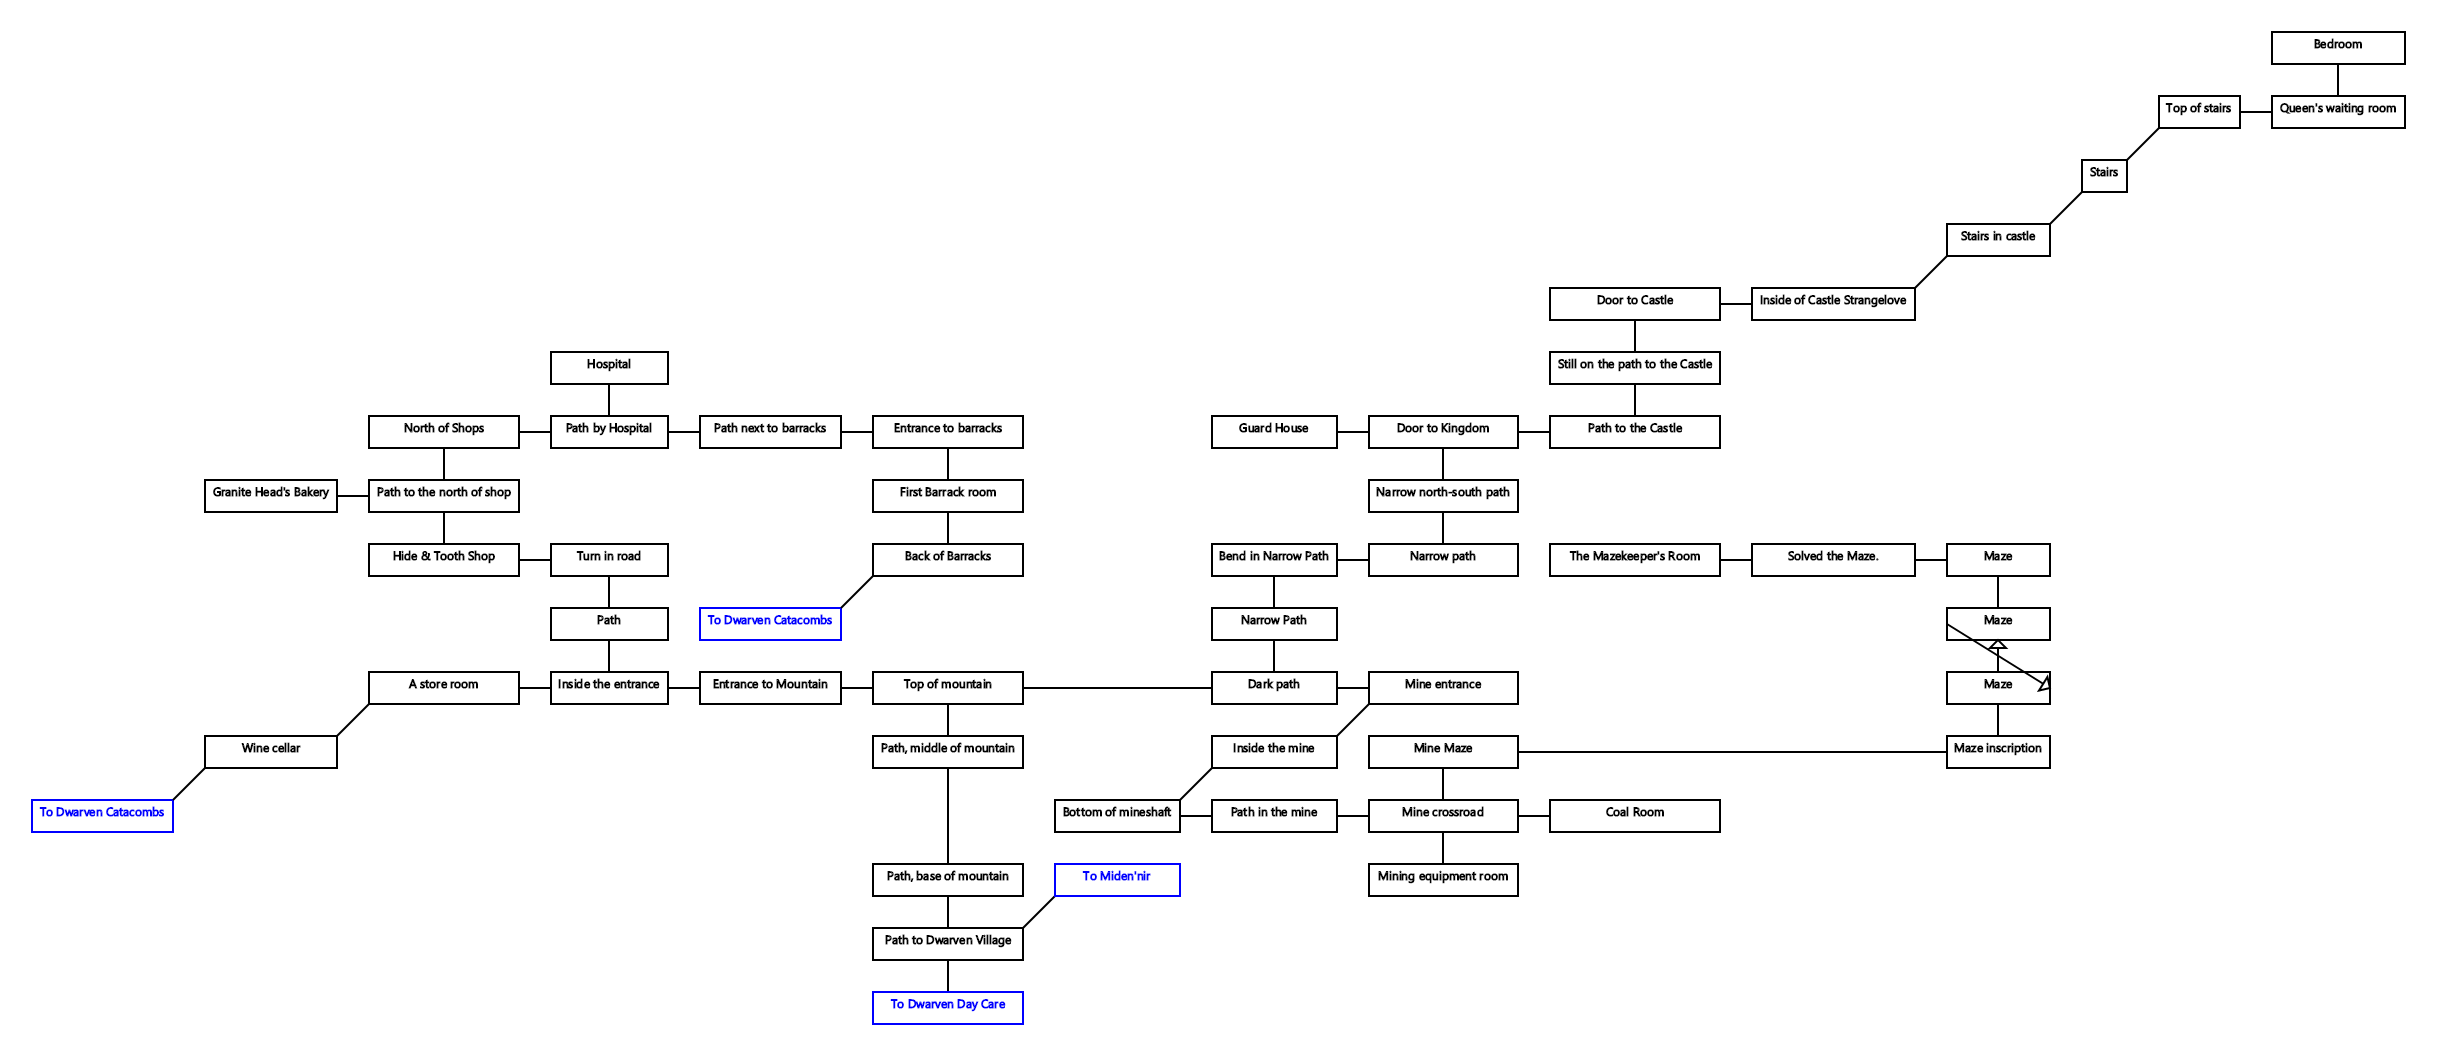 Bedroom
Top of stairs
Queen's waiting room
Stairs
Stairs in castle
Door to Castle
Inside of Castle Strangelove
Hospital
Still on the path to the Castle
North of Shops
Path by Hospital
Path next to barracks
Entrance to barracks
Guard House
Door to Kingdom
Path to the Castle
Granite Head's Bakery
Path to the north of shop
First Barrack room
Narrow north-south path
Hide & Tooth Shop
Turn in road
Back of Barracks
Bend in Narrow Path
Narrow path
The Mazekeeper's Room
Solved the Maze.
Maze
Path
To Dwarven Catacombs
Narrow Path
Maze
A store room
Inside the entrance
Entrance to Mountain
Top of mountain
Dark path
Mine entrance
Maze
Wine cellar
Path, middle of mountain
Inside the mine
Mine Maze
Maze inscription
To Dwarven Catacombs
Bottom of mineshaft
Path in the mine
Mine crossroad
Coal Room
Path, base of mountain
To Miden'nir
Mining equipment room
Path to Dwarven Village
To Dwarven Day Care